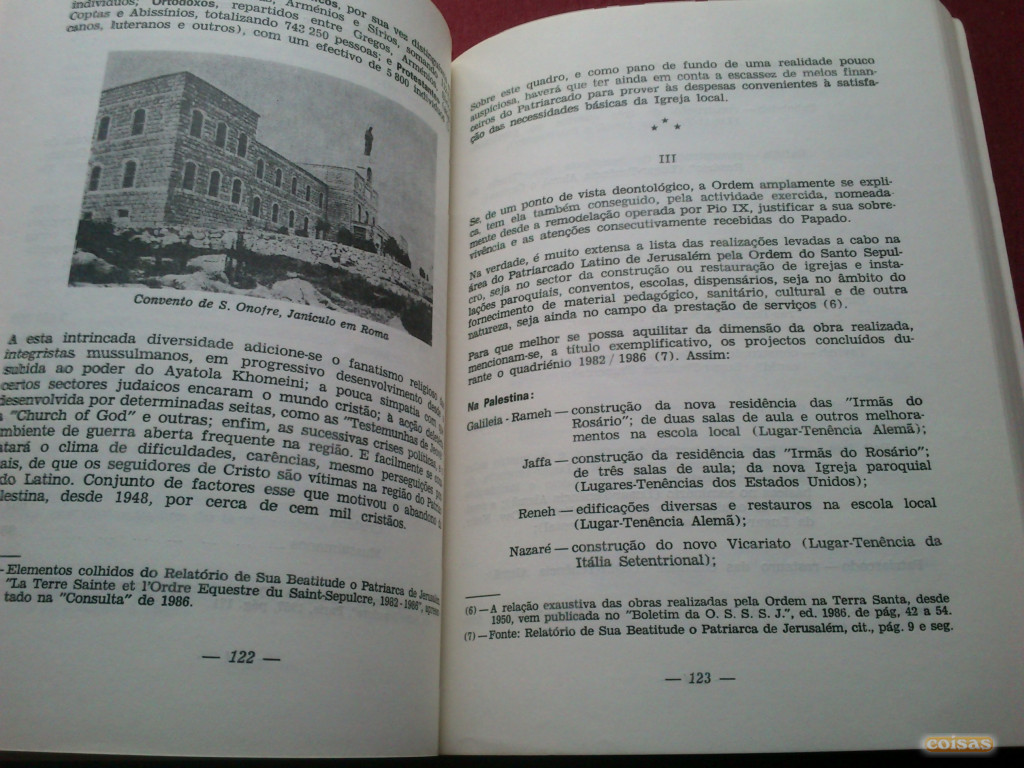 indivíduos; Ortodoxos, repartidos entre Gregos, Arménios,
Coptas e Abissínios, totalizando 742 250 pessoas; e Protestantes
canos, luteranos e outros), com um efectivo de 5 800 indivíduos
Convento de S. Onofre, Janículo em Roma
A esta intrincada diversidade adicione-se o fanatismo religioso
integristas mussulmanos, em progressivo desenvolvimento desde
subida ao poder do Ayatola Khomeini; a pouca simpatia com
certos sectores judaicos encaram o mundo cristão; à acção
desenvolvida por determinadas seitas, como as "Testemunhas de
a "Church of God" e outras; enfim, as sucessivas crises políticas,
ambiente de guerra aberta frequente na região. E facilmente se
o clima de dificuldades, carências, mesmo perseguições
ais, de que os seguidores de Cristo são vítimas na região do
do Latino. Conjunto de factores esse que motivou o abandono
lestina, desde 1948, por cerca de cem mil cristãos.
-Elementos colhidos do Relatório de Sua Beatitude o Patriarca de
"La Terre Sainte et l'Ordre Equestre du Saint-Sepulcre, 1982-1986",
tado na "Consulta" de 1986.
— 122 —
Sobre este quadro, e como pano de fundo de uma realidade pouco
auspiciosa, haverá que ter ainda em conta a escassez de meios finan-
ceiros do Patriarcado para prover às despesas convenientes à satisfa-
ção das necessidades básicas da Igreja local.
* * *
III
Se, de um ponto de vista deontológico, a Ordem amplamente se expli-
ca, tem ela também conseguido, pela actividade exercida, nomeada-
mente desde a remodelação operada por Pio IX, justificar a sua sobre-
vivência e as atenções consecutivamente recebidas do Papado.
Na verdade, é muito extensa a lista das realizações levadas a cabo na
área do Patriarcado Latino de Jerusalém pela Ordem do Santo Sepul-
cro, seja no sector da construção ou restauração de igrejas e insta-
lações paroquiais, conventos, escolas, dispensários, seja no âmbito do
fornecimento de material pedagógico, sanitário, cultural e de outra
natureza, seja ainda no campo da prestação de serviços (6).
Para que melhor se possa aquilitar da dimensão da obra realizada,
mencionam-se, a título exemplificativo, os projectos concluídos du-
rante o quadriénio 1982 / 1986 (7). Assim:
Na Palestina:
Galileia - Rameh — construção da nova residência das "Irmãs do
Rosário"; de duas salas de aula e outros melhora-
mentos na escola local (Lugar-Tenência Alemã);
Jaffa — construção da residência das "Irmãs do Rosário";
de três salas de aula; da nova Igreja paroquial
(Lugares-Tenências dos Estados Unidos);
Reneh — edificações diversas e restauros na escola local
(Lugar-Tenência Alemã);
Nazaré — construção do novo Vicariato (Lugar-Tenência da
Itália Setentrional);
(6) — A relação exaustiva das obras realizadas pela Ordem na Terra Santa, desde
1950, vem publicada no "Boletim da O. S. S. S. J.", ed. 1986. de pág, 42 a 54.
(7) — Fonte: Relatório de Sua Beatitude o Patriarca de Jerusalém, cit., pág. 9 e seg.
— 123 —
coisas